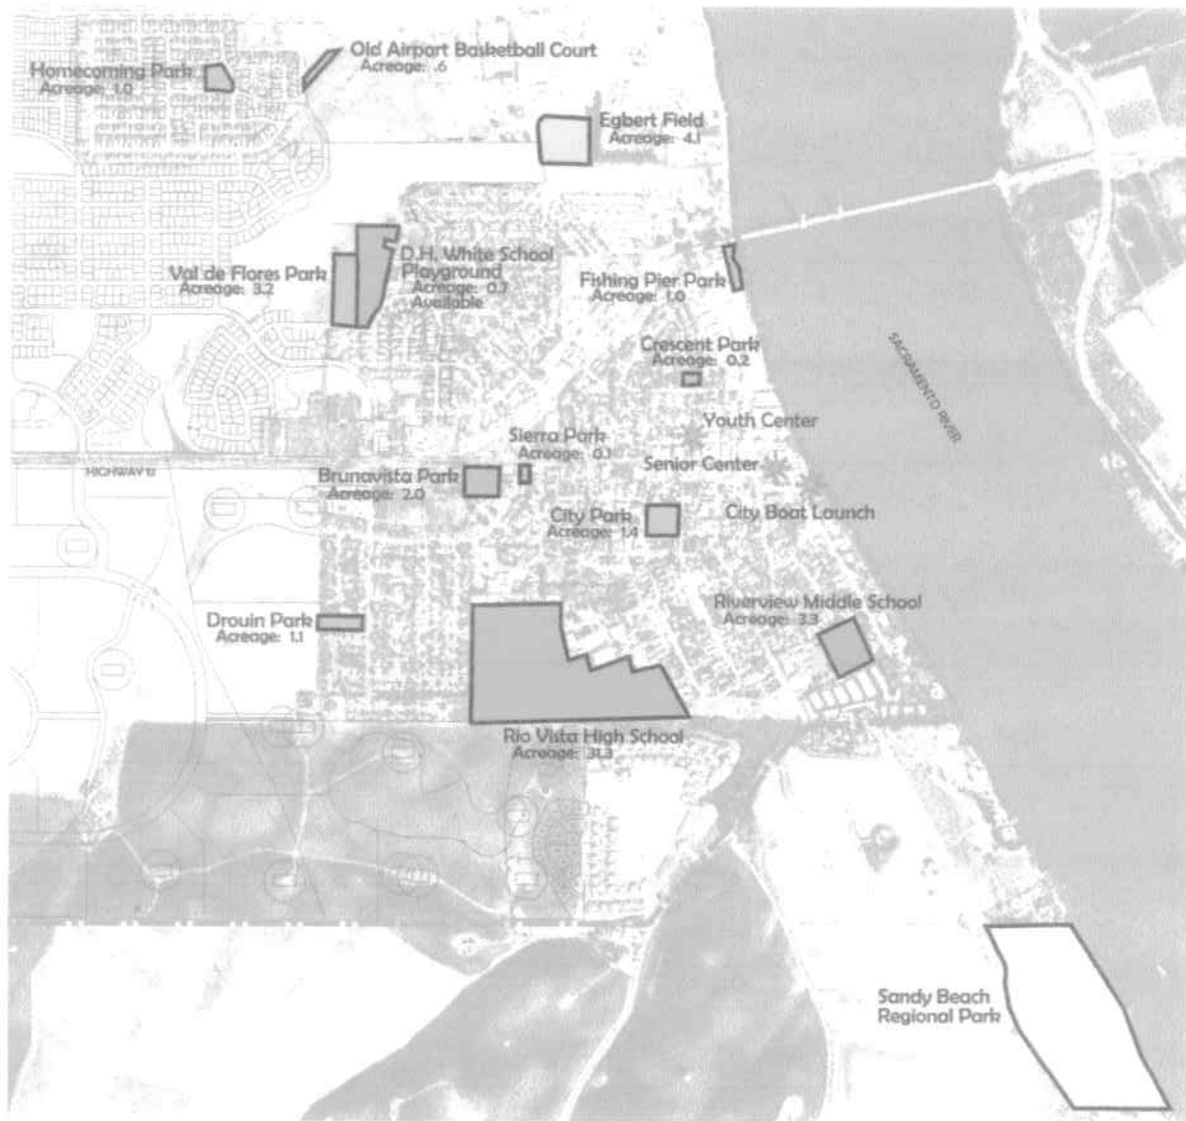 Old Airport Basketball Court
Acreage: .6
Homecoming Park
Acreage: 1.0
Egbert Field
Acreage: 4.1
D.H. White School
Playground
Acreage: 0.7
Available
Val de Flores Park
Acreage: 3.2
Fishing Pier Park
Acreage: 1.0
Crescent Park
Acreage: 0.2
SACRAMENTO RIVER
Youth Center
Sierra Park
Acreage: 0.1
Senior Center
HIGHWAY 12
Brunavista Park
Acreage: 2.0
City Park
Acreage: 1.4
City Boat Launch
Riverview Middle School
Acreage: 3.3
Drouin Park
Acreage: 1.1
Rio Vista High School
Acreage: 31.3
Sandy Beach
Regional Park